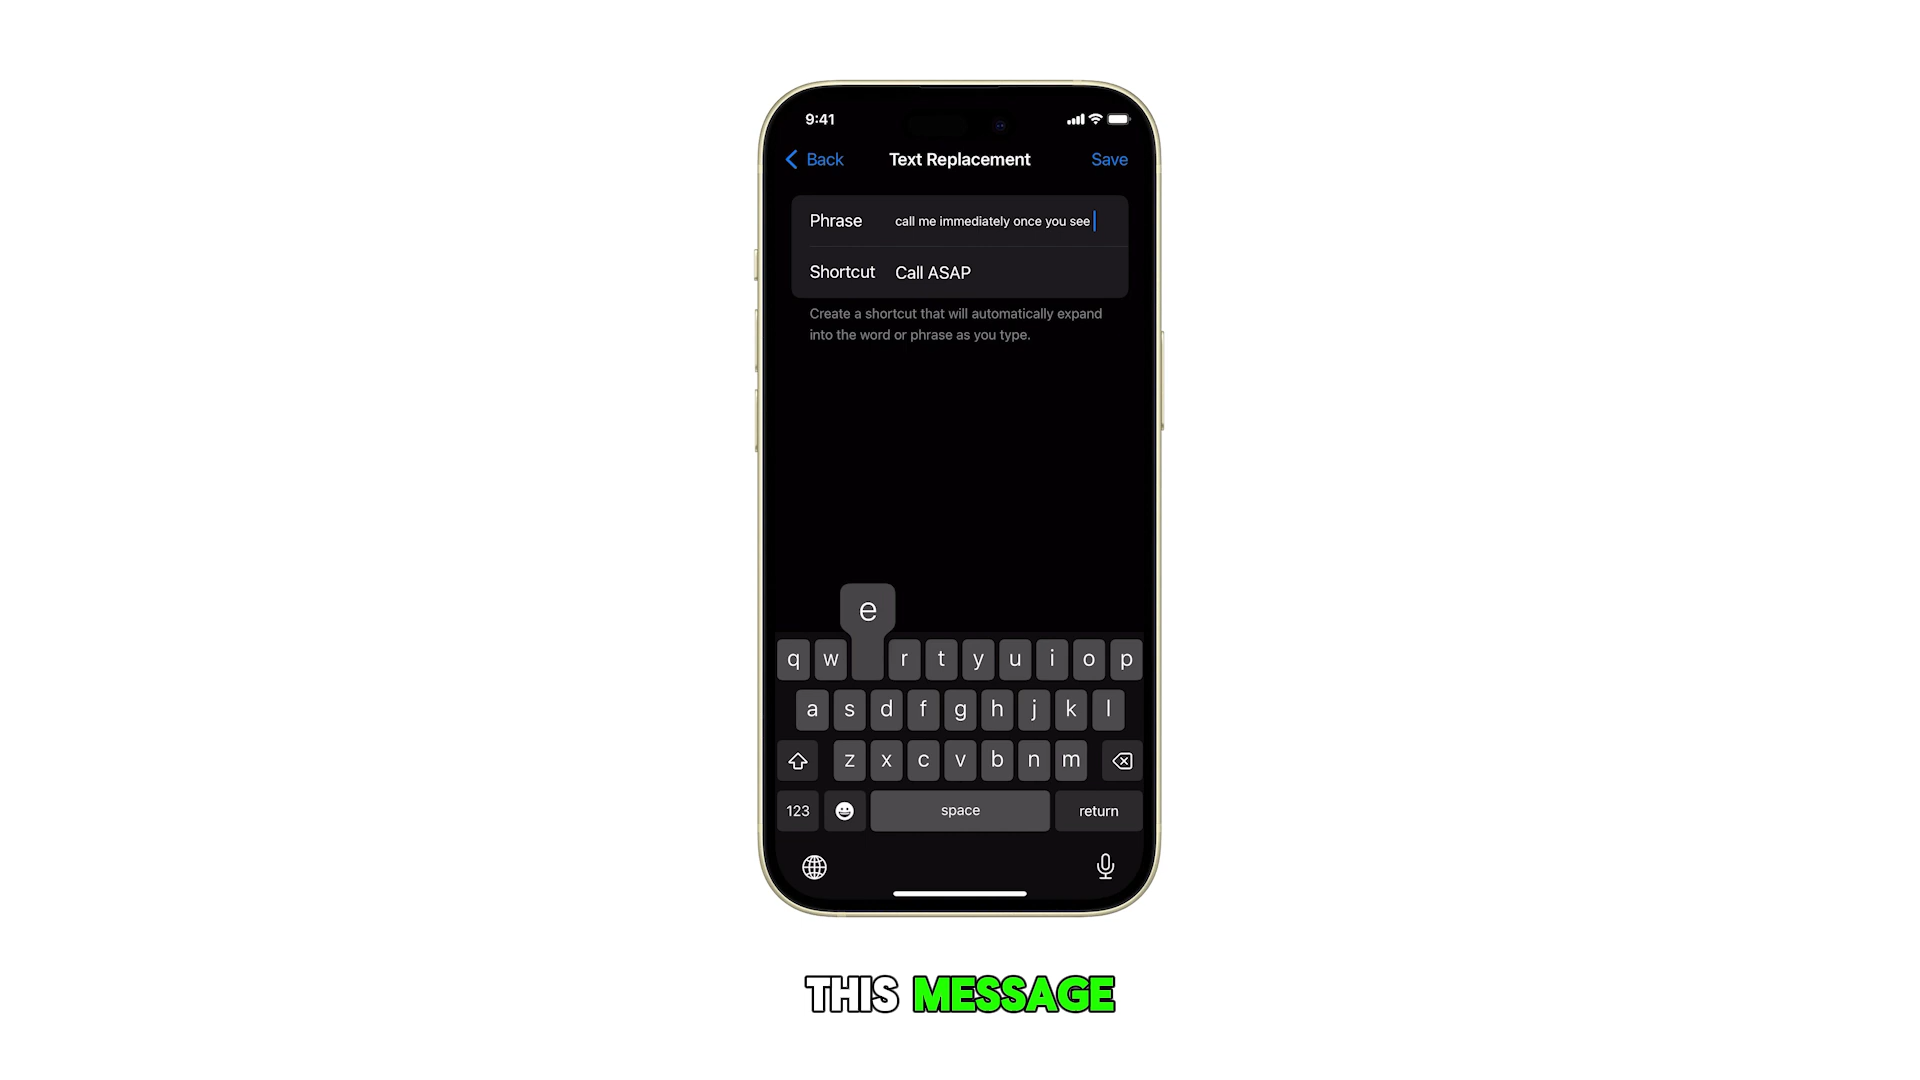 9:41
Back Text Replacement Save
Phrase call me immediately once you see
Shortcut Call ASAP
Create a shortcut that will automatically expand
into the word or phrase as you type.
e
q w r t y u i o p
a s d f g h j k l
z x c v b n m
123 space return
THIS MESSAGE